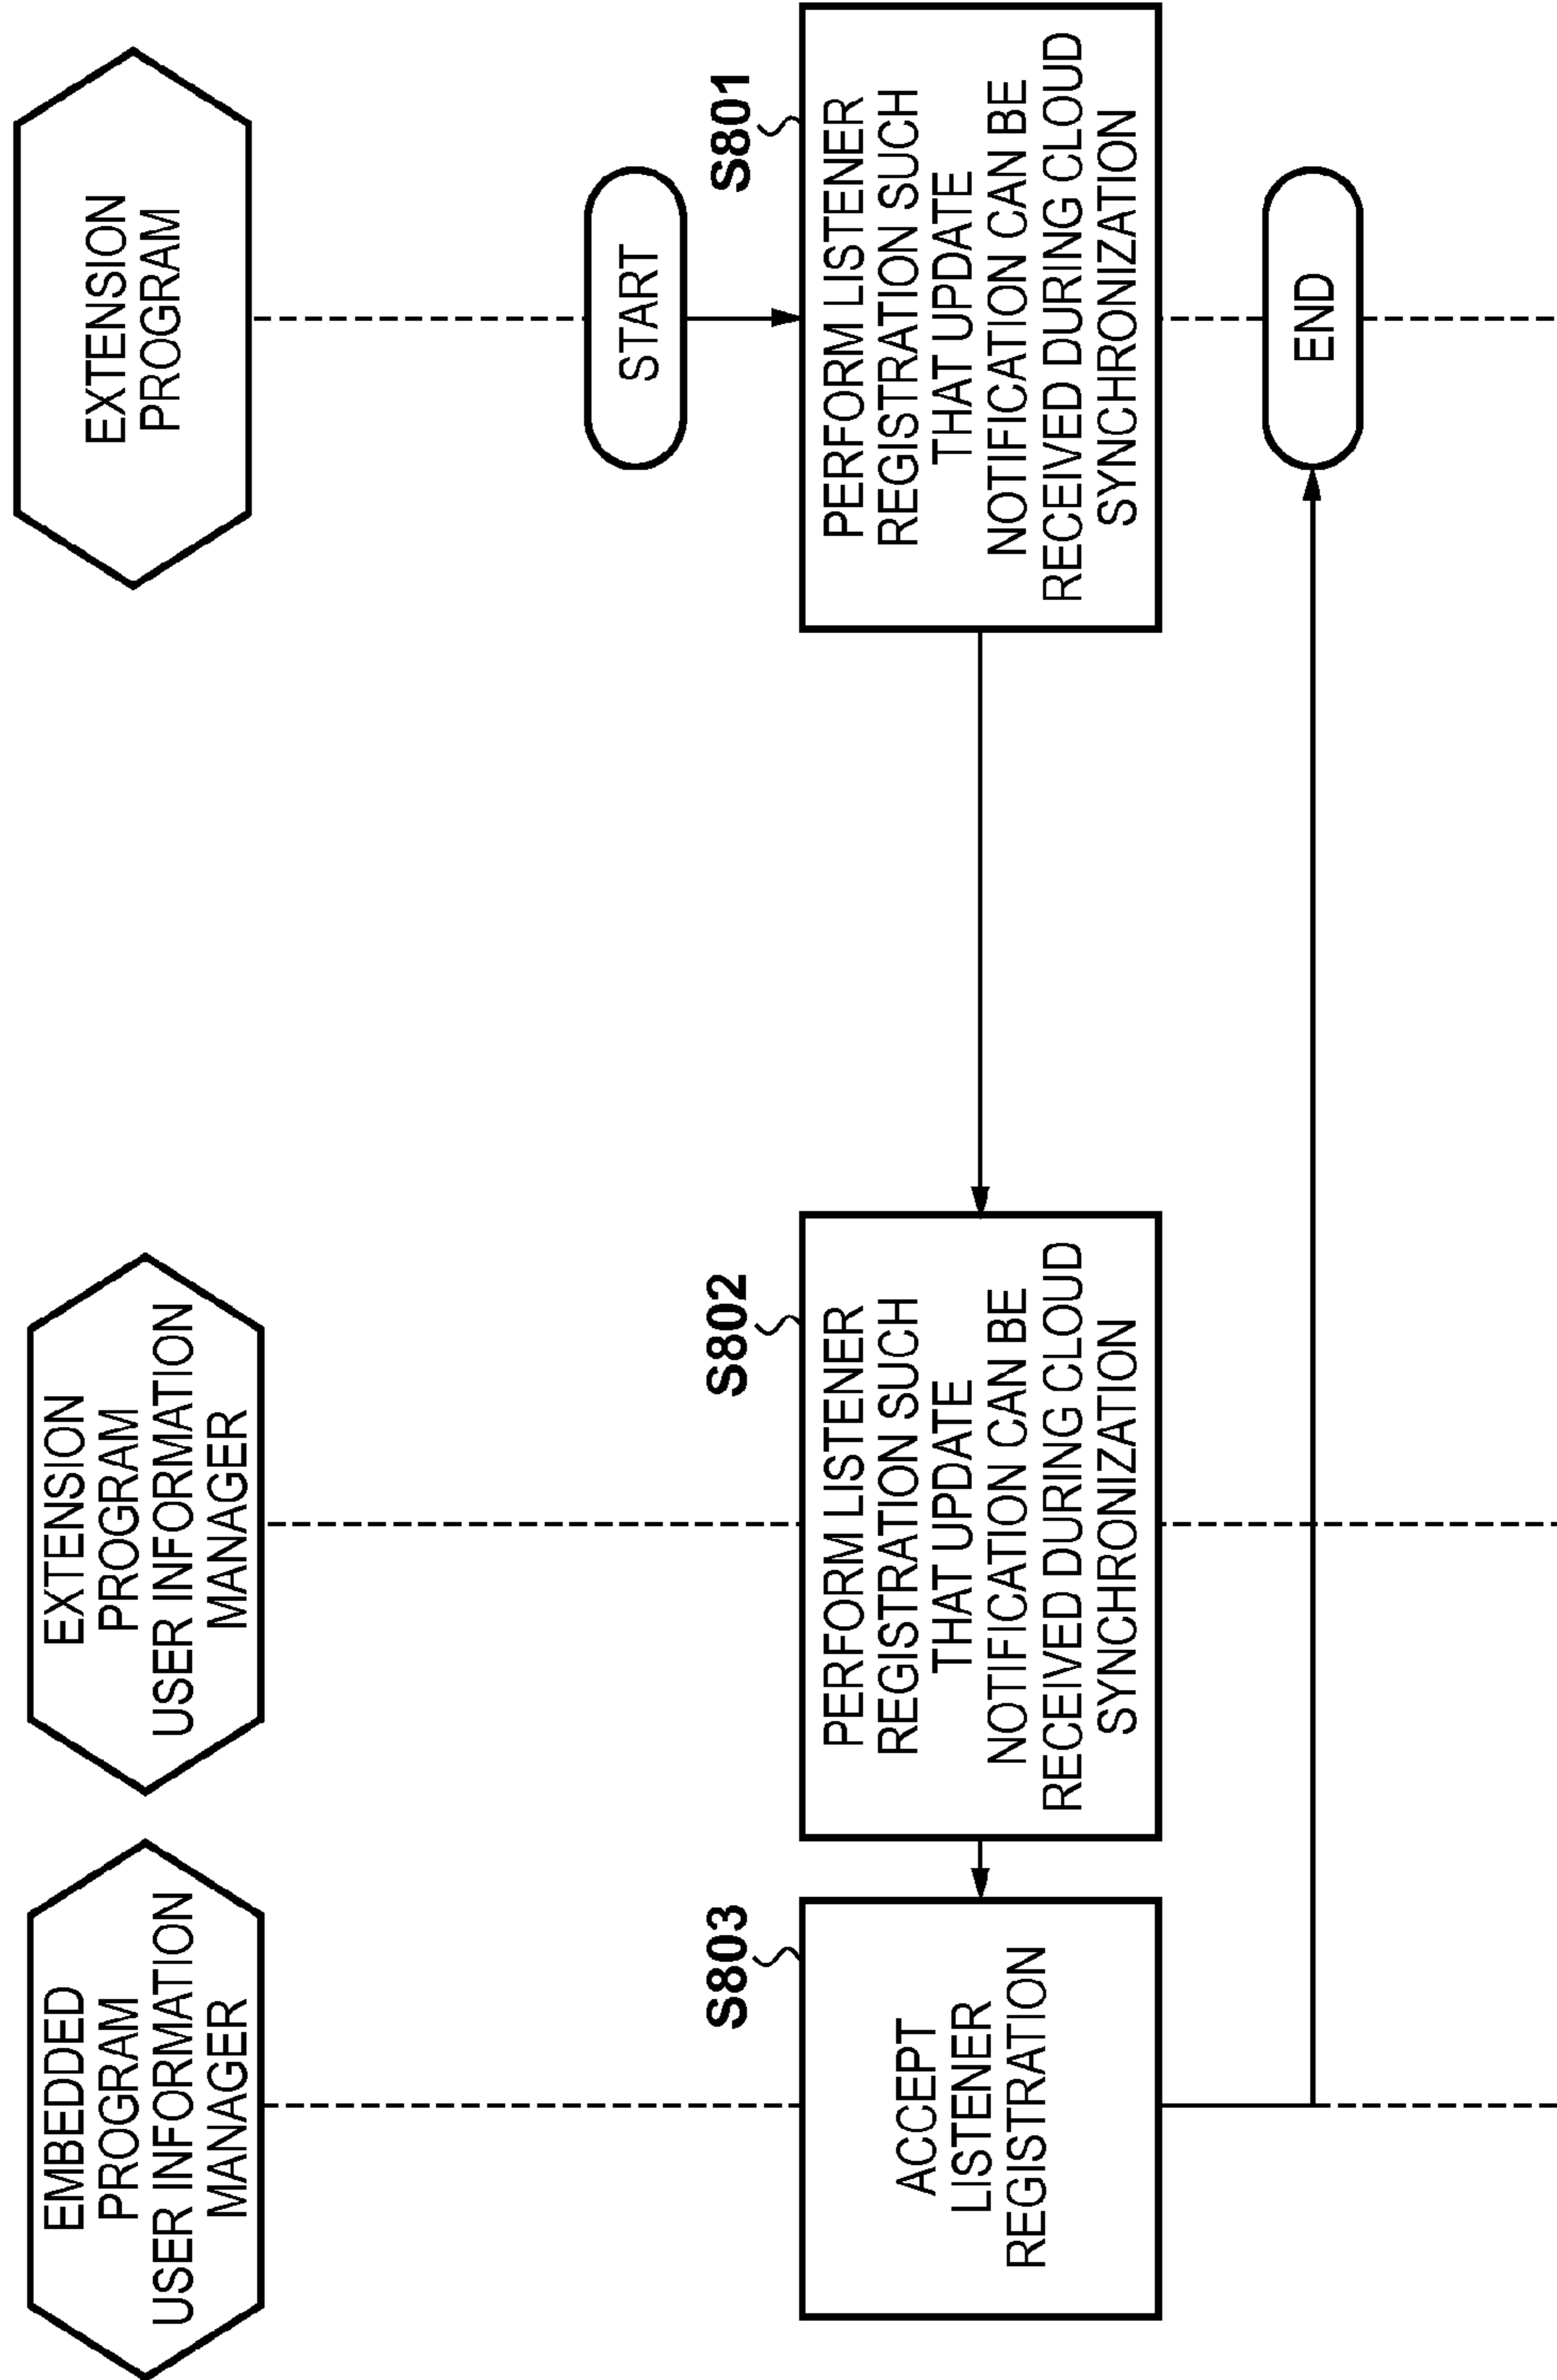 EMBEDDED
PROGRAM
USER INFORMATION
MANAGER
EXTENSION
PROGRAM
USER INFORMATION
MANAGER
EXTENSION
PROGRAM
START
S803
ACCEPT
LISTENER
REGISTRATION
S802
PERFORM LISTENER
REGISTRATION SUCH
THAT UPDATE
NOTIFICATION CAN BE
RECEIVED DURING CLOUD
SYNCHRONIZATION
S801
PERFORM LISTENER
REGISTRATION SUCH
THAT UPDATE
NOTIFICATION CAN BE
RECEIVED DURING CLOUD
SYNCHRONIZATION
END